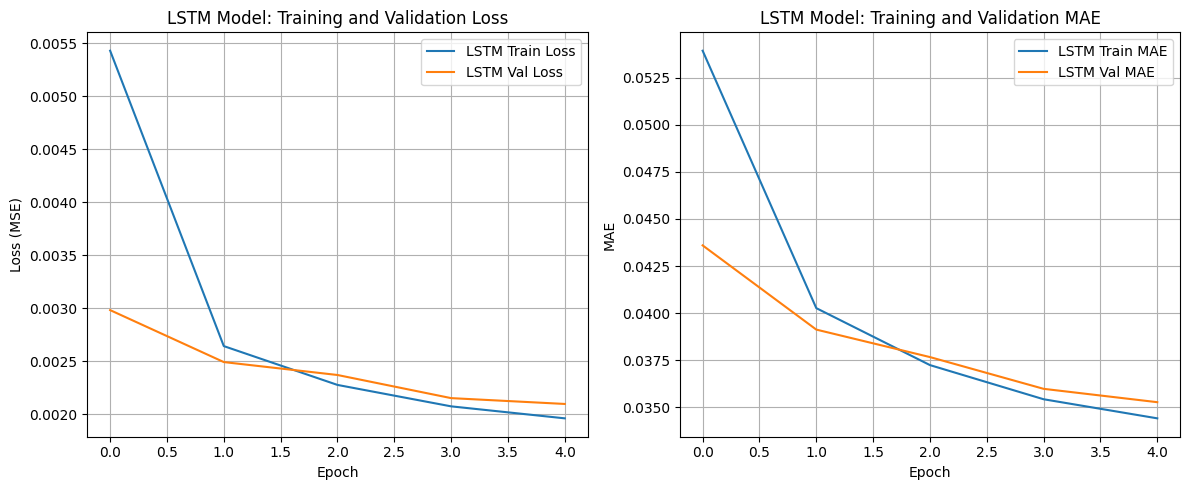 LSTM Model: Training and Validation Loss
LSTM Train Loss
LSTM Val Loss
Loss (MSE)
0.0055
0.0050
0.0045
0.0040
0.0035
0.0030
0.0025
0.0020
0.0 0.5 1.0 1.5 2.0 2.5 3.0 3.5 4.0
Epoch
LSTM Model: Training and Validation MAE
LSTM Train MAE
LSTM Val MAE
MAE
0.0525
0.0500
0.0475
0.0450
0.0425
0.0400
0.0375
0.0350
0.0 0.5 1.0 1.5 2.0 2.5 3.0 3.5 4.0
Epoch